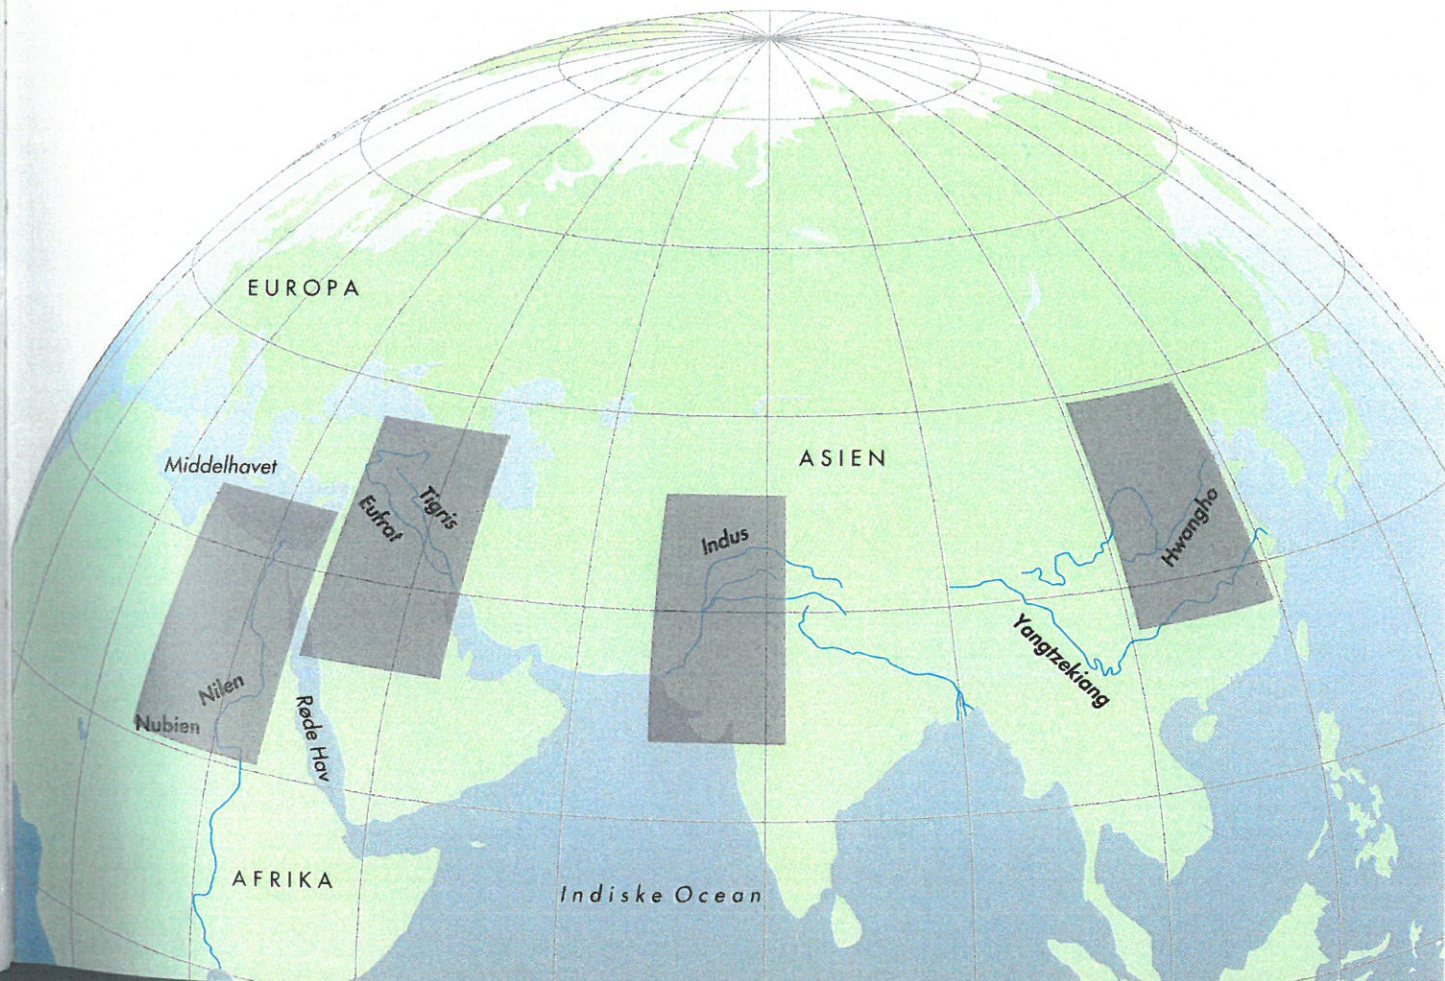 EUROPA
ASIEN
Middelhavet
Eufrat
Tigris
Indus
Hwangho
Yangtzekiang
Nilen
Nubien
Røde Hav
AFRIKA
Indiske Ocean